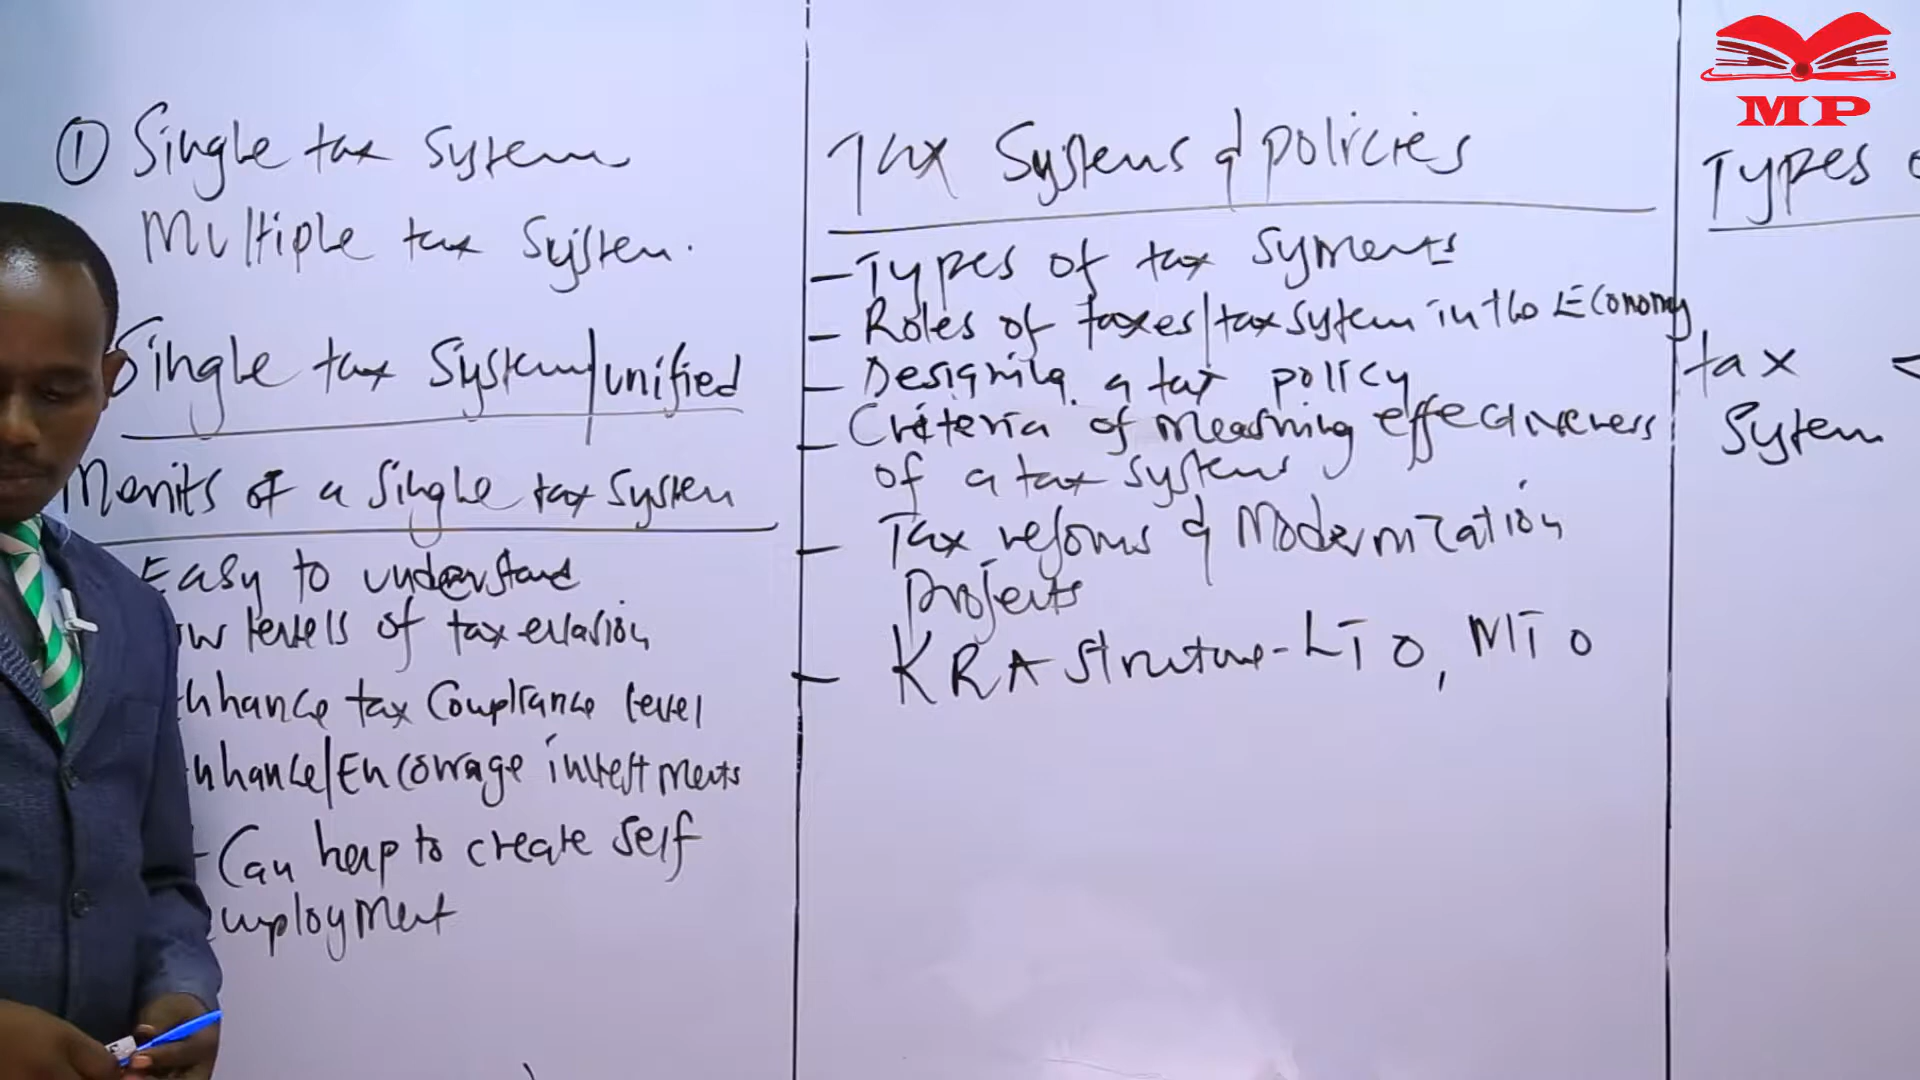 ① Single tax system
Multiple tax system.
Single tax system/unified
Merits of a single tax system
Easy to understand
levels of tax evasion
Enhance tax compliance level
Enhance/Encourage investments
- Can help to create self
employment
Tax Systems & policies
- Types of tax syments
- Roles of taxes/tax system in the Economy
- Designing a tax policy
- Criteria of measuring effectiveness
of a tax system
- Tax reforms & Modernization
projects
- KRA structure - LTO, MTO
MP
Types
tax
System